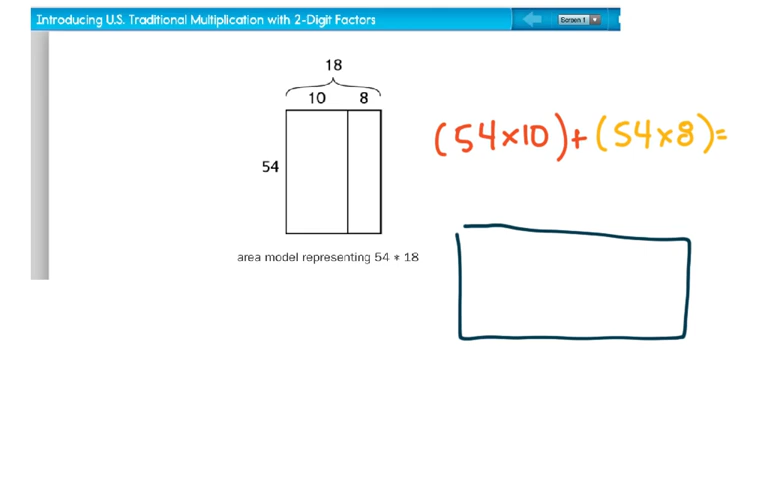 Introducing U.S. Traditional Multiplication with 2-Digit Factors
Screen 1
18
10 8
54
area model representing 54 * 18
(54×10)+(54×8)=